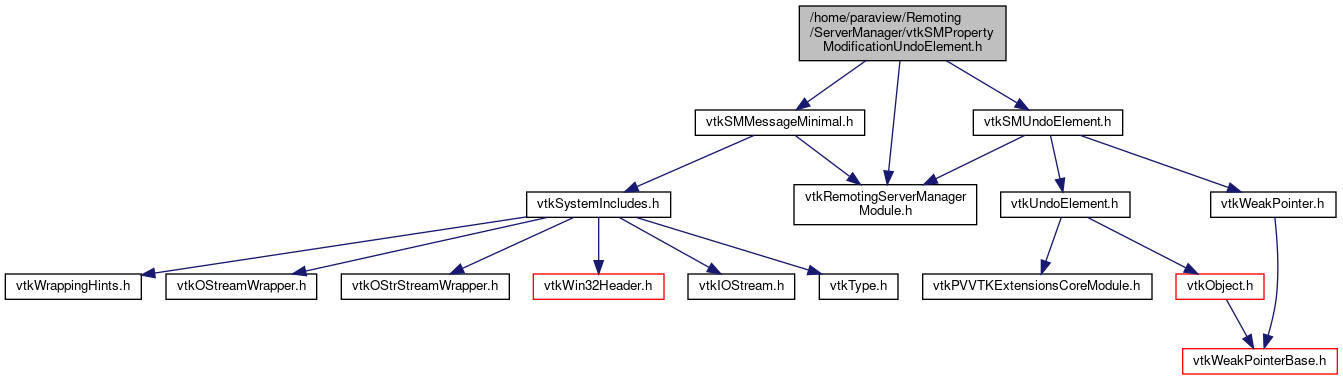 /home/paraview/Remoting
/ServerManager/vtkSMProperty
ModificationUndoElement.h
vtkSMMessageMinimal.h
vtkSMUndoElement.h
vtkSystemIncludes.h
vtkRemotingServerManager
Module.h
vtkUndoElement.h
vtkWeakPointer.h
vtkWrappingHints.h
vtkOStreamWrapper.h
vtkOStrStreamWrapper.h
vtkWin32Header.h
vtkIOStream.h
vtkType.h
vtkPVVTKExtensionsCoreModule.h
vtkObject.h
vtkWeakPointerBase.h